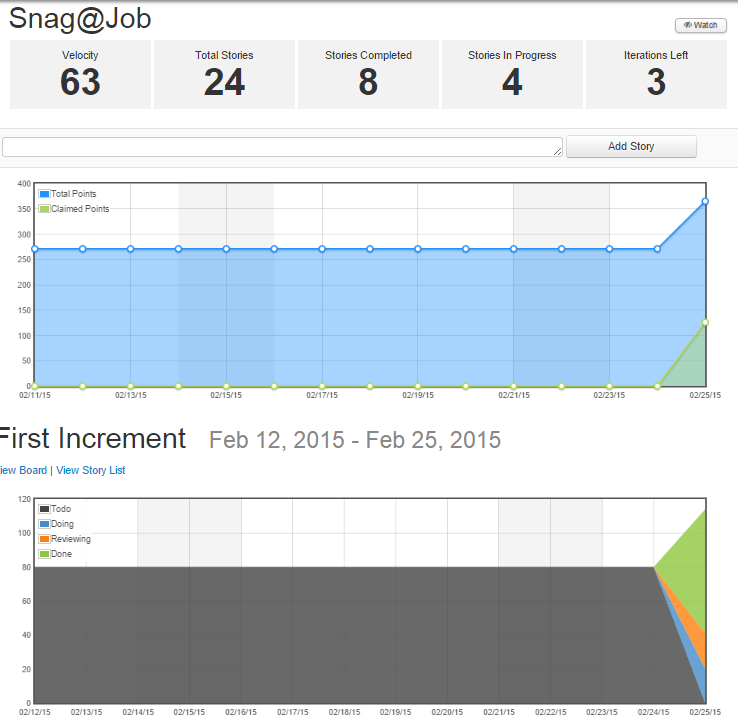 Snag@Job
Watch
Velocity
63
Total Stories
24
Stories Completed
8
Stories In Progress
4
Iterations Left
3
Add Story
400
350
300
250
200
150
100
50
0
Total Points
Claimed Points
02/11/15 02/13/15 02/15/15 02/17/15 02/19/15 02/21/15 02/23/15 02/25/15
First Increment Feb 12, 2015 - Feb 25, 2015
iew Board | View Story List
120
100
80
60
40
20
0
Todo
Doing
Reviewing
Done
02/12/15 02/13/15 02/14/15 02/15/15 02/16/15 02/17/15 02/18/15 02/19/15 02/20/15 02/21/15 02/22/15 02/23/15 02/24/15 02/25/15